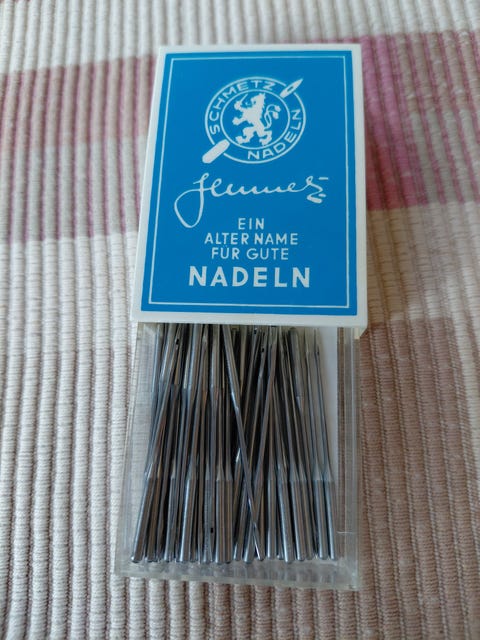 SCHMETZ
NADELN
Schmetz
EIN
ALTER NAME
FÜR GUTE
NADELN